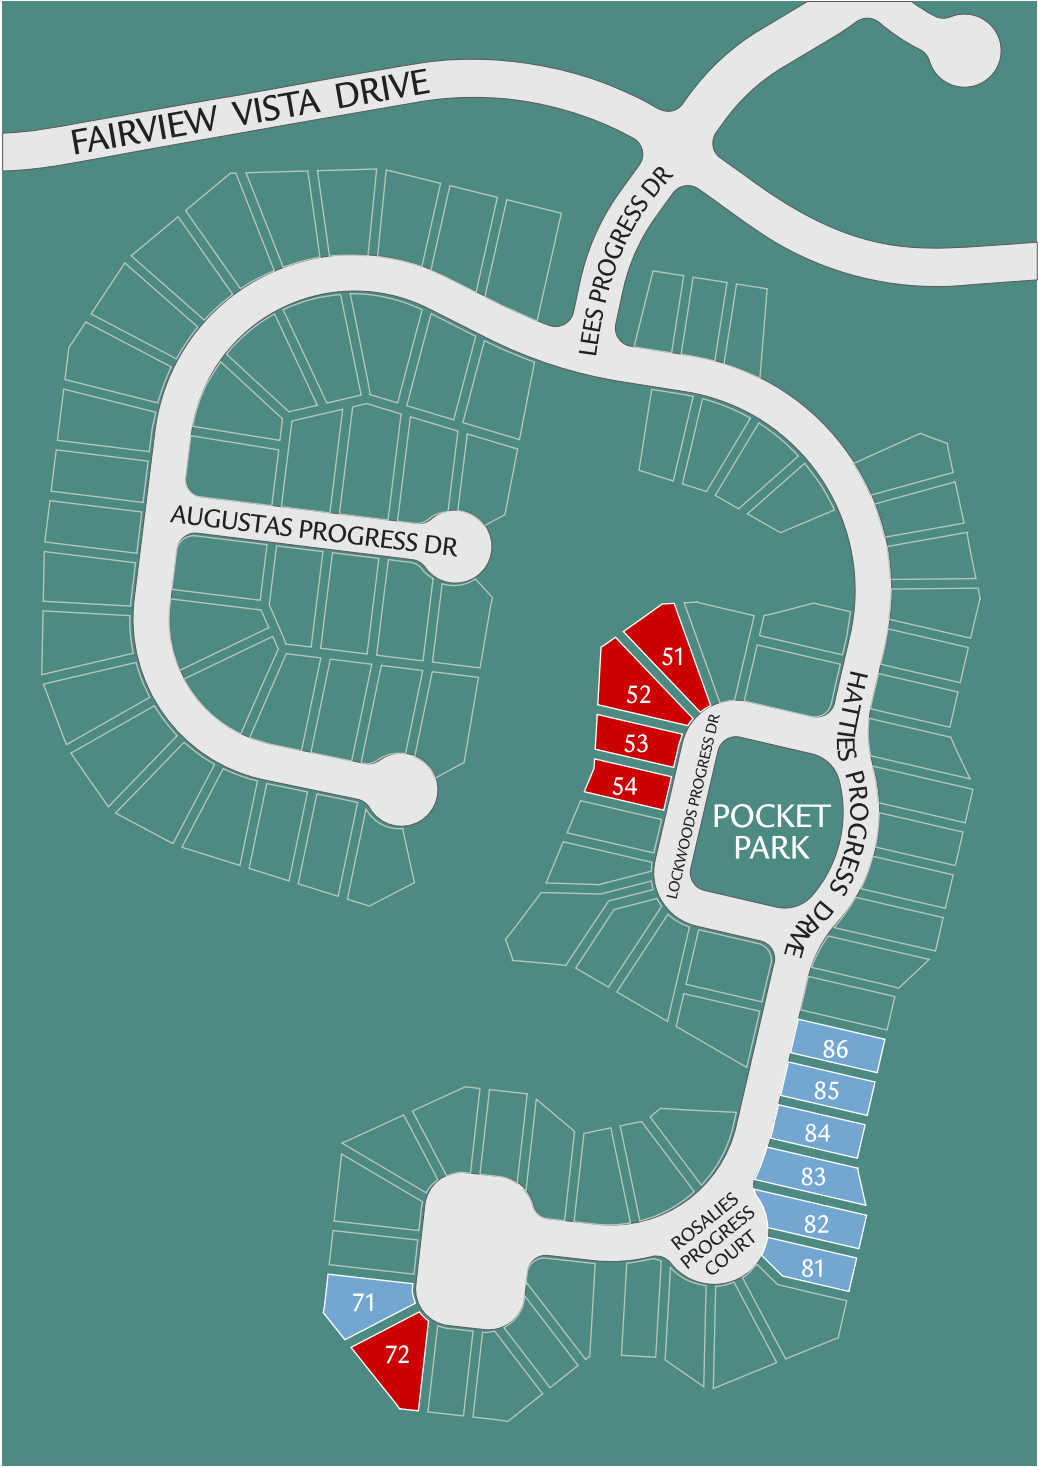 FAIRVIEW VISTA DRIVE
LEES PROGRESS DR
AUGUSTAS PROGRESS DR
51
52
53
54
HATTIES PROGRESS DRIVE
LOCKWOODS PROGRESS DR
POCKET
PARK
86
85
84
83
82
81
ROSALIES
PROGRESS
COURT
71
72